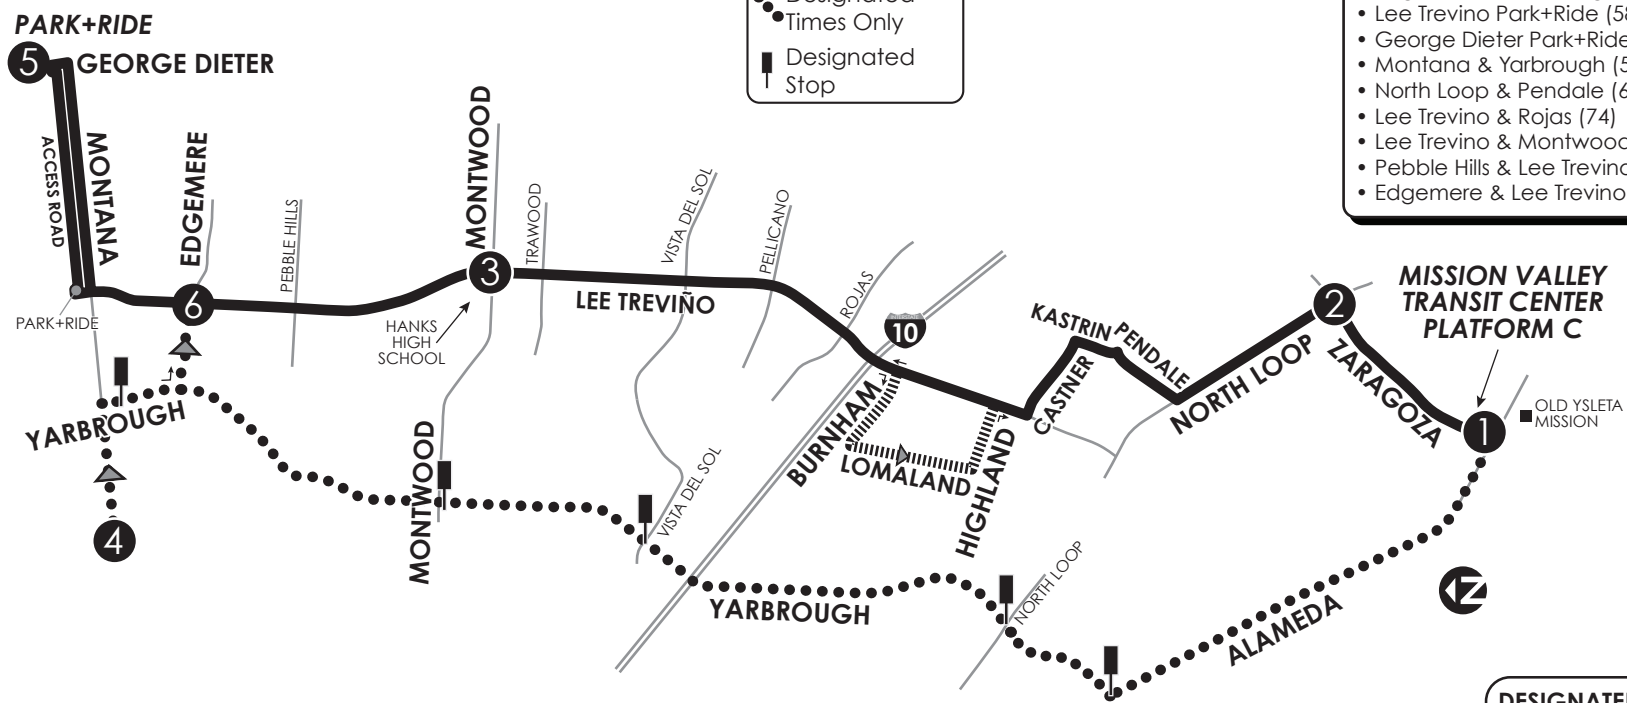 Designated
Times Only
Designated
Stop
• Lee Trevino Park+Ride (58
• George Dieter Park+Ride
• Montana & Yarbrough (5
• North Loop & Pendale (6
• Lee Trevino & Rojas (74)
• Lee Trevino & Montwood
• Pebble Hills & Lee Trevino
• Edgemere & Lee Trevino
PARK+RIDE
5
GEORGE DIETER
ACCESS ROAD
MONTANA
EDGEMERE
PEBBLE HILLS
MONTWOOD
TRAWOOD
VISTA DEL SOL
PELLICANO
ROJAS
PARK+RIDE
6
3
HANKS
HIGH
SCHOOL
LEE TREVIÑO
10
KASTRIN
PENDALE
CASTNER
NORTH LOOP
2
ZARAGOZA
MISSION VALLEY
TRANSIT CENTER
PLATFORM C
1
OLD YSLETA
MISSION
YARBROUGH
4
MONTWOOD
VISTA DEL SOL
BURNHAM
LOMALAND
HIGHLAND
YARBROUGH
NORTH LOOP
ALAMEDA
N
DESIGNATE